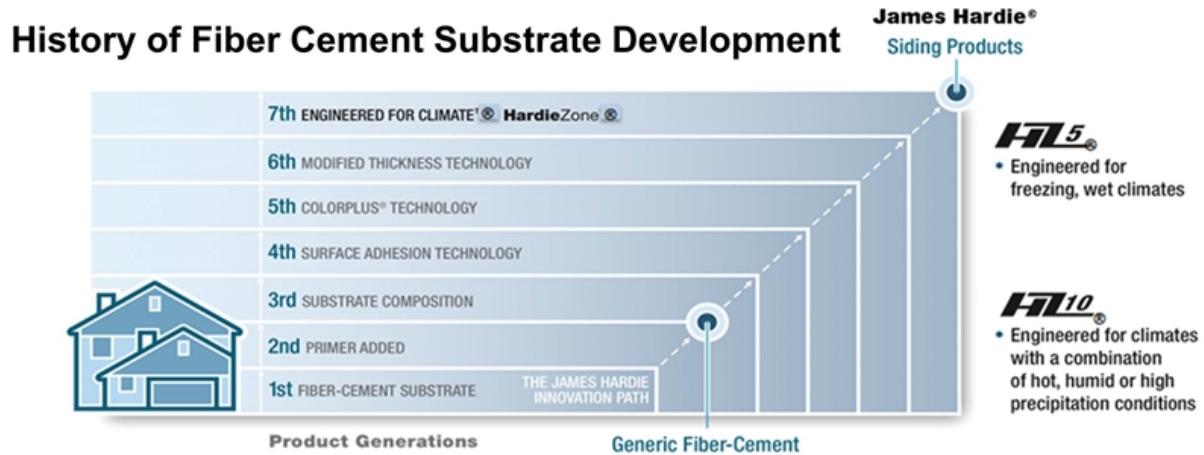 History of Fiber Cement Substrate Development
James Hardie®
Siding Products
7th ENGINEERED FOR CLIMATE® HardieZone®
6th MODIFIED THICKNESS TECHNOLOGY
5th COLORPLUS® TECHNOLOGY
4th SURFACE ADHESION TECHNOLOGY
3rd SUBSTRATE COMPOSITION
2nd PRIMER ADDED
1st FIBER-CEMENT SUBSTRATE
THE JAMES HARDIE
INNOVATION PATH
Product Generations
Generic Fiber-Cement
HZ5®
• Engineered for
freezing, wet climates
HZ10®
• Engineered for climates
with a combination
of hot, humid or high
precipitation conditions